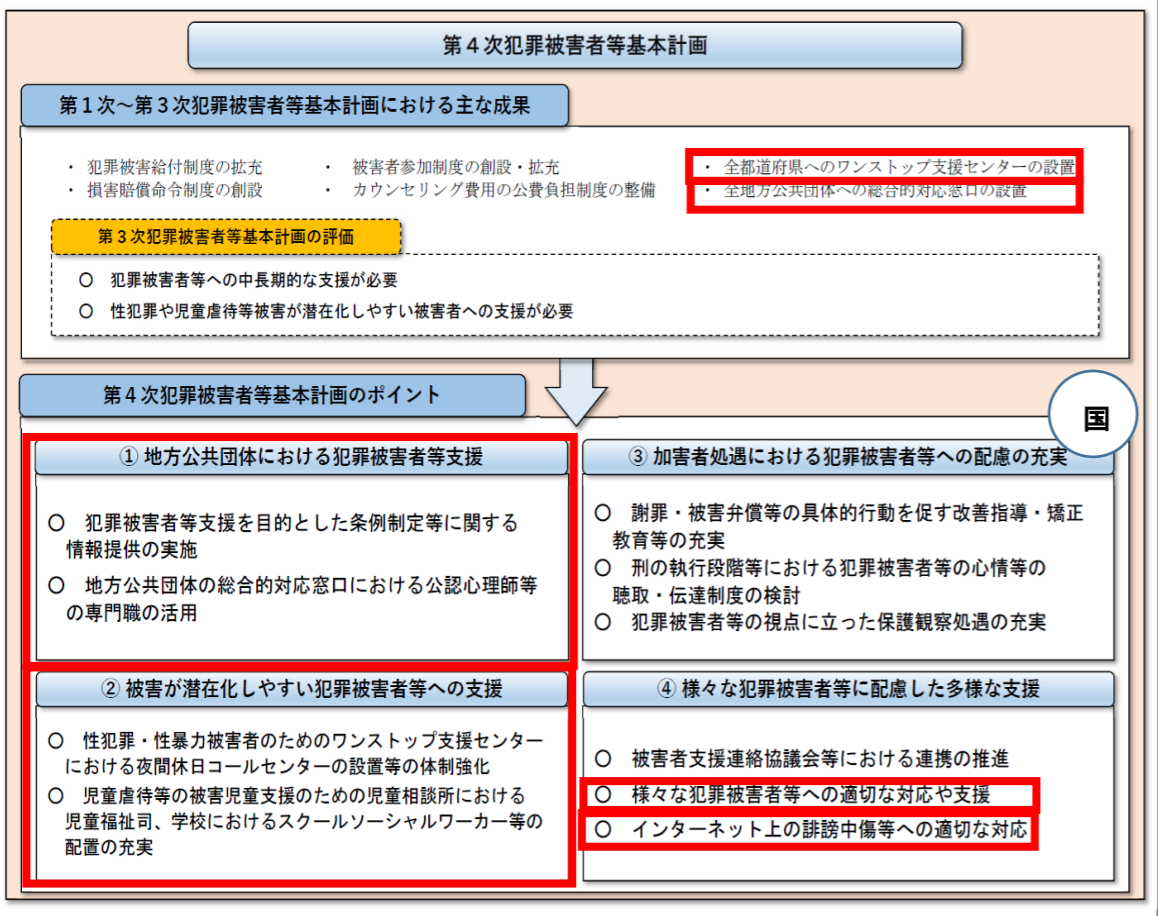 第４次犯罪被害者等基本計画
第１次～第３次犯罪被害者等基本計画における主な成果
・ 犯罪被害給付制度の拡充
・ 損害賠償命令制度の創設
・ 被害者参加制度の創設・拡充
・ カウンセリング費用の公費負担制度の整備
・ 全都道府県へのワンストップ支援センターの設置
・ 全地方公共団体への総合的対応窓口の設置
第３次犯罪被害者等基本計画の評価
〇 犯罪被害者等への中長期的な支援が必要
〇 性犯罪や児童虐待等被害が潜在化しやすい被害者への支援が必要
第４次犯罪被害者等基本計画のポイント
国
① 地方公共団体における犯罪被害者等支援
〇 犯罪被害者等支援を目的とした条例制定等に関する
情報提供の実施
〇 地方公共団体の総合的対応窓口における公認心理師等
の専門職の活用
② 被害が潜在化しやすい犯罪被害者等への支援
〇 性犯罪・性暴力被害者のためのワンストップ支援センター
における夜間休日コールセンターの設置等の体制強化
〇 児童虐待等の被害児童支援のための児童相談所における
児童福祉司、学校におけるスクールソーシャルワーカー等の
配置の充実
③ 加害者処遇における犯罪被害者等への配慮の充実
〇 謝罪・被害弁償等の具体的行動を促す改善指導・矯正
教育等の充実
〇 刑の執行段階等における犯罪被害者等の心情等の
聴取・伝達制度の検討
〇 犯罪被害者等の視点に立った保護観察処遇の充実
④ 様々な犯罪被害者等に配慮した多様な支援
〇 被害者支援連絡協議会等における連携の推進
〇 様々な犯罪被害者等への適切な対応や支援
〇 インターネット上の誹謗中傷等への適切な対応